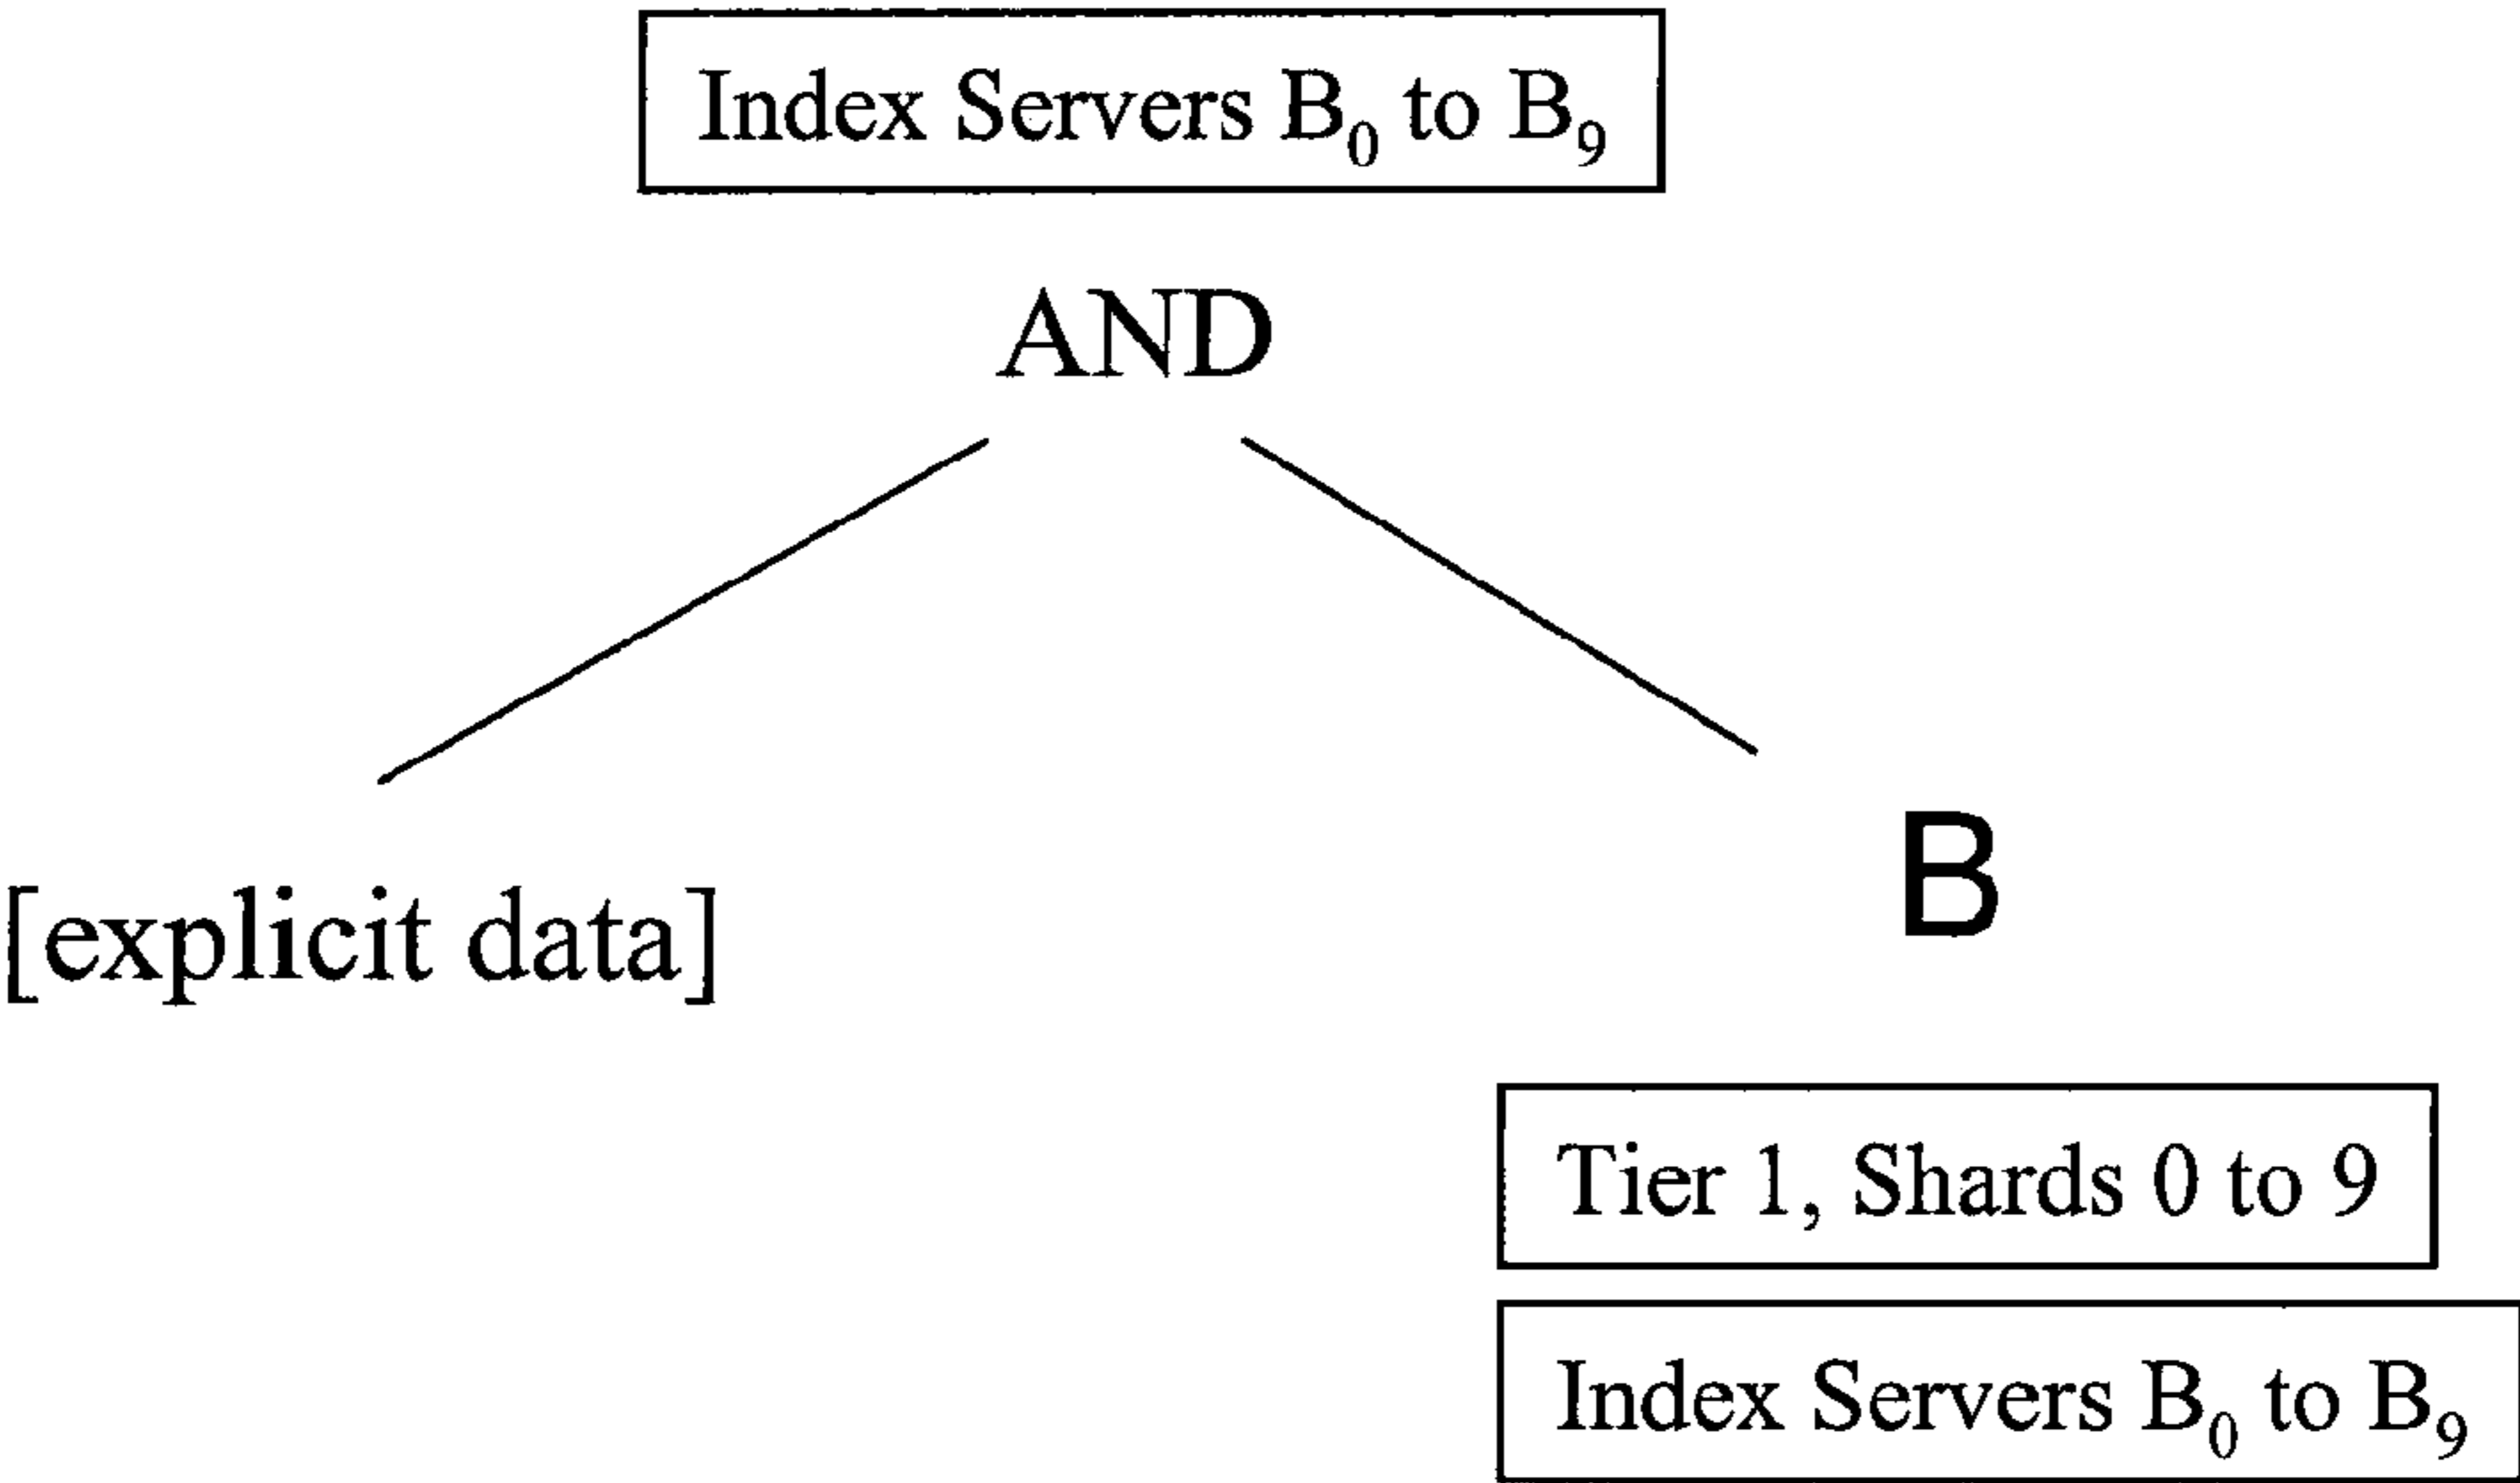 Index Servers B₀ to B₉
AND
[explicit data]
B
Tier 1, Shards 0 to 9
Index Servers B₀ to B₉